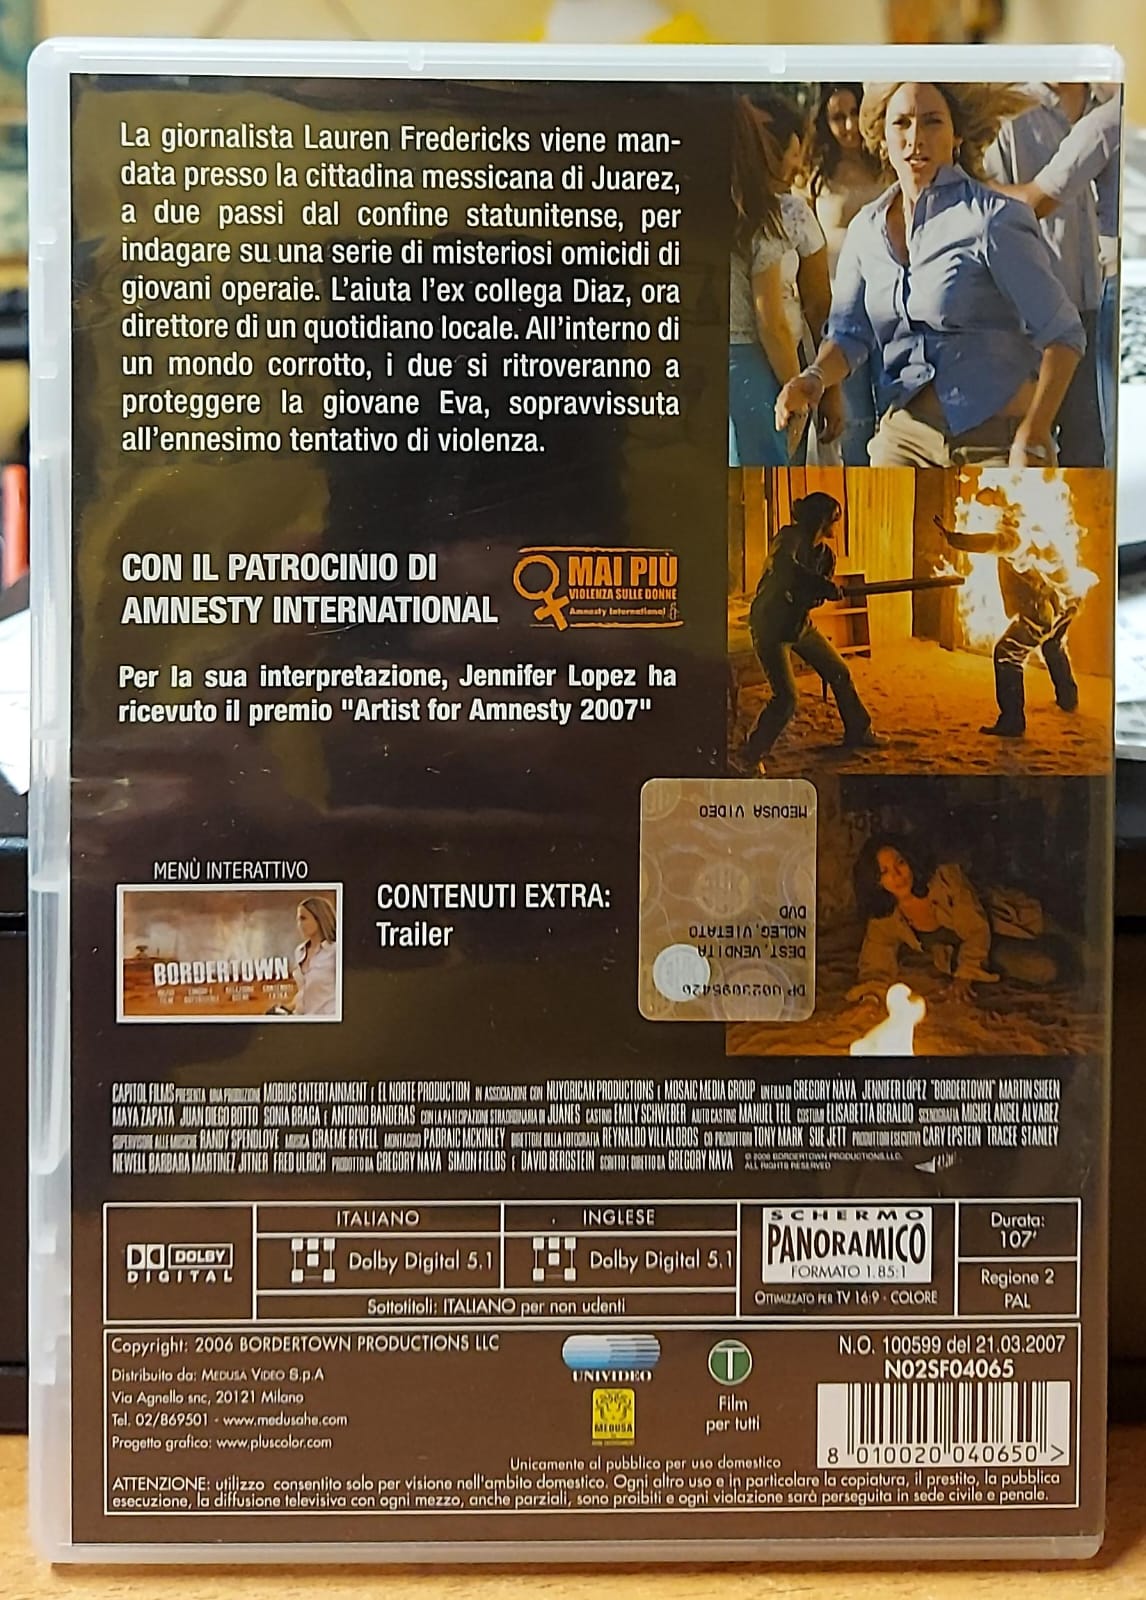 La giornalista Lauren Fredericks viene man-
data presso la cittadina messicana di Juarez,
a due passi dal confine statunitense, per
indagare su una serie di misteriosi omicidi di
giovani operaie. L'aiuta l'ex collega Diaz, ora
direttore di un quotidiano locale. All'interno di
un mondo corrotto, i due si ritroveranno a
proteggere la giovane Eva, sopravvissuta
all'ennesimo tentativo di violenza.
CON IL PATROCINIO DI
AMNESTY INTERNATIONAL
MAI PIÙ
VIOLENZA SULLE DONNE
Amnesty International
Per la sua interpretazione, Jennifer Lopez ha
ricevuto il premio "Artist for Amnesty 2007"
MENÙ INTERATTIVO
BORDERTOWN
CONTENUTI EXTRA:
Trailer
MEDUSA VIDEO
DVD
NOLEG.VIETATO
DEST.VENDITA
DP 0023095426
CAPITOL FILMS PRESENTA UNA PRODUZIONE MOBIUS ENTERTAINMENT E EL NORTE PRODUCTION IN ASSOCIAZIONE CON NUYORICAN PRODUCTIONS E MOSAIC MEDIA GROUP UN FILM DI GREGORY NAVA JENNIFER LOPEZ "BORDERTOWN" MARTIN SHEEN
MAYA ZAPATA JUAN DIEGO BOTTO SONIA BRAGA E ANTONIO BANDERAS CON LA PARTECIPAZIONE STRAORDINARIA DI JUANES CASTING EMILY SCHWEBER AUTO CASTING MANUEL TEIL COSTUMI ELISABETTA BERALDO SCENOGRAFIA MIGUEL ANGEL ALVAREZ
SUPERVISIONE ALLE MUSICHE RANDY SPENDLOVE MUSICA GRAEME REVELL MONTAGGIO PADRAIC MCKINLEY DIRETTORE DELLA FOTOGRAFIA REYNALDO VILLALOBOS CO PRODUTTORI TONY MARK SUE JETT PRODUTTORI ESECUTIVI CARY EPSTEIN TRACEE STANLEY
NEWELL BARBARA MARTINEZ JITNER FRED ULRICH PRODOTTO DA GREGORY NAVA SIMON FIELDS E DAVID BERGSTEIN SCRITTO E DIRETTO DA GREGORY NAVA © 2006 BORDERTOWN PRODUCTIONS LLC.
ALL RIGHTS RESERVED
DOLBY
DIGITAL
ITALIANO
Dolby Digital 5.1
INGLESE
Dolby Digital 5.1
Sottotitoli: ITALIANO per non udenti
SCHERMO
PANORAMICO
FORMATO 1.85:1
OTTIMIZZATO PER TV 16:9 - COLORE
Durata:
107'
Regione 2
PAL
Copyright: 2006 BORDERTOWN PRODUCTIONS LLC
Distribuito da: MEDUSA VIDEO S.p.A
Via Agnello snc, 20121 Milano
Tel. 02/869501 - www.medusahe.com
Progetto grafico: www.pluscolor.com
UNIVIDEO
MEDUSA
T
Film
per tutti
N.O. 100599 del 21.03.2007
N02SF04065
8 010020 040650 >
Unicamente al pubblico per uso domestico
ATTENZIONE: utilizzo consentito solo per visione nell'ambito domestico. Ogni altro uso e in particolare la copiatura, il prestito, la pubblica
esecuzione, la diffusione televisiva con ogni mezzo, anche parziali, sono proibiti e ogni violazione sarà perseguita in sede civile e penale.